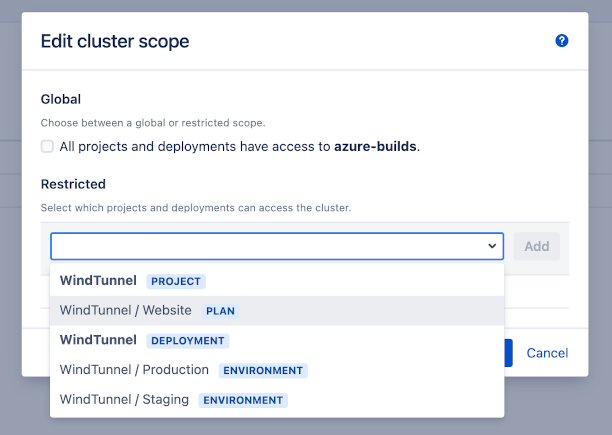 Edit cluster scope
?
Global
Choose between a global or restricted scope.
All projects and deployments have access to azure-builds.
Restricted
Select which projects and deployments can access the cluster.
Add
WindTunnel PROJECT
WindTunnel / Website PLAN
WindTunnel DEPLOYMENT
WindTunnel / Production ENVIRONMENT
Cancel
WindTunnel / Staging ENVIRONMENT